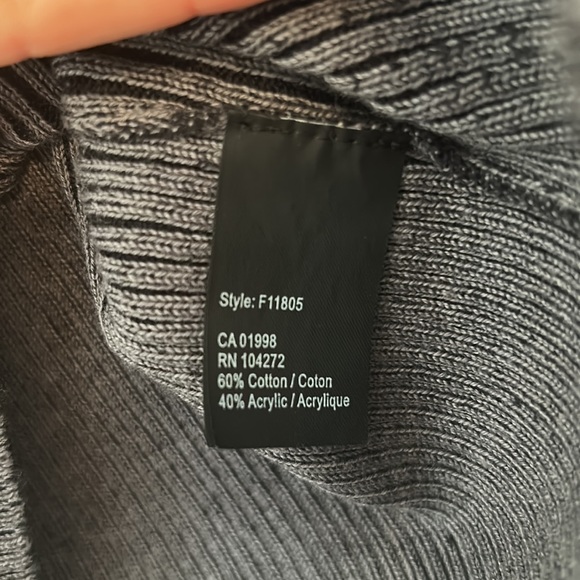 Style: F11805
CA 01998
RN 104272
60% Cotton / Coton
40% Acrylic / Acrylique